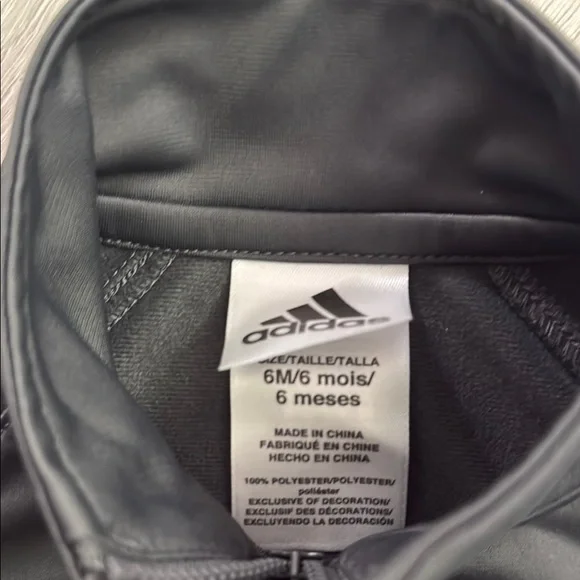 adidas
SIZE/TAILLE/TALLA
6M/6 mois/
6 meses
MADE IN CHINA
FABRIQUÉ EN CHINE
HECHO EN CHINA
100% POLYESTER/POLYESTER/
poliéster
EXCLUSIVE OF DECORATION/
EXCLUSIF DES DÉCORATIONS/
EXCLUYENDO LA DECORACIÓN